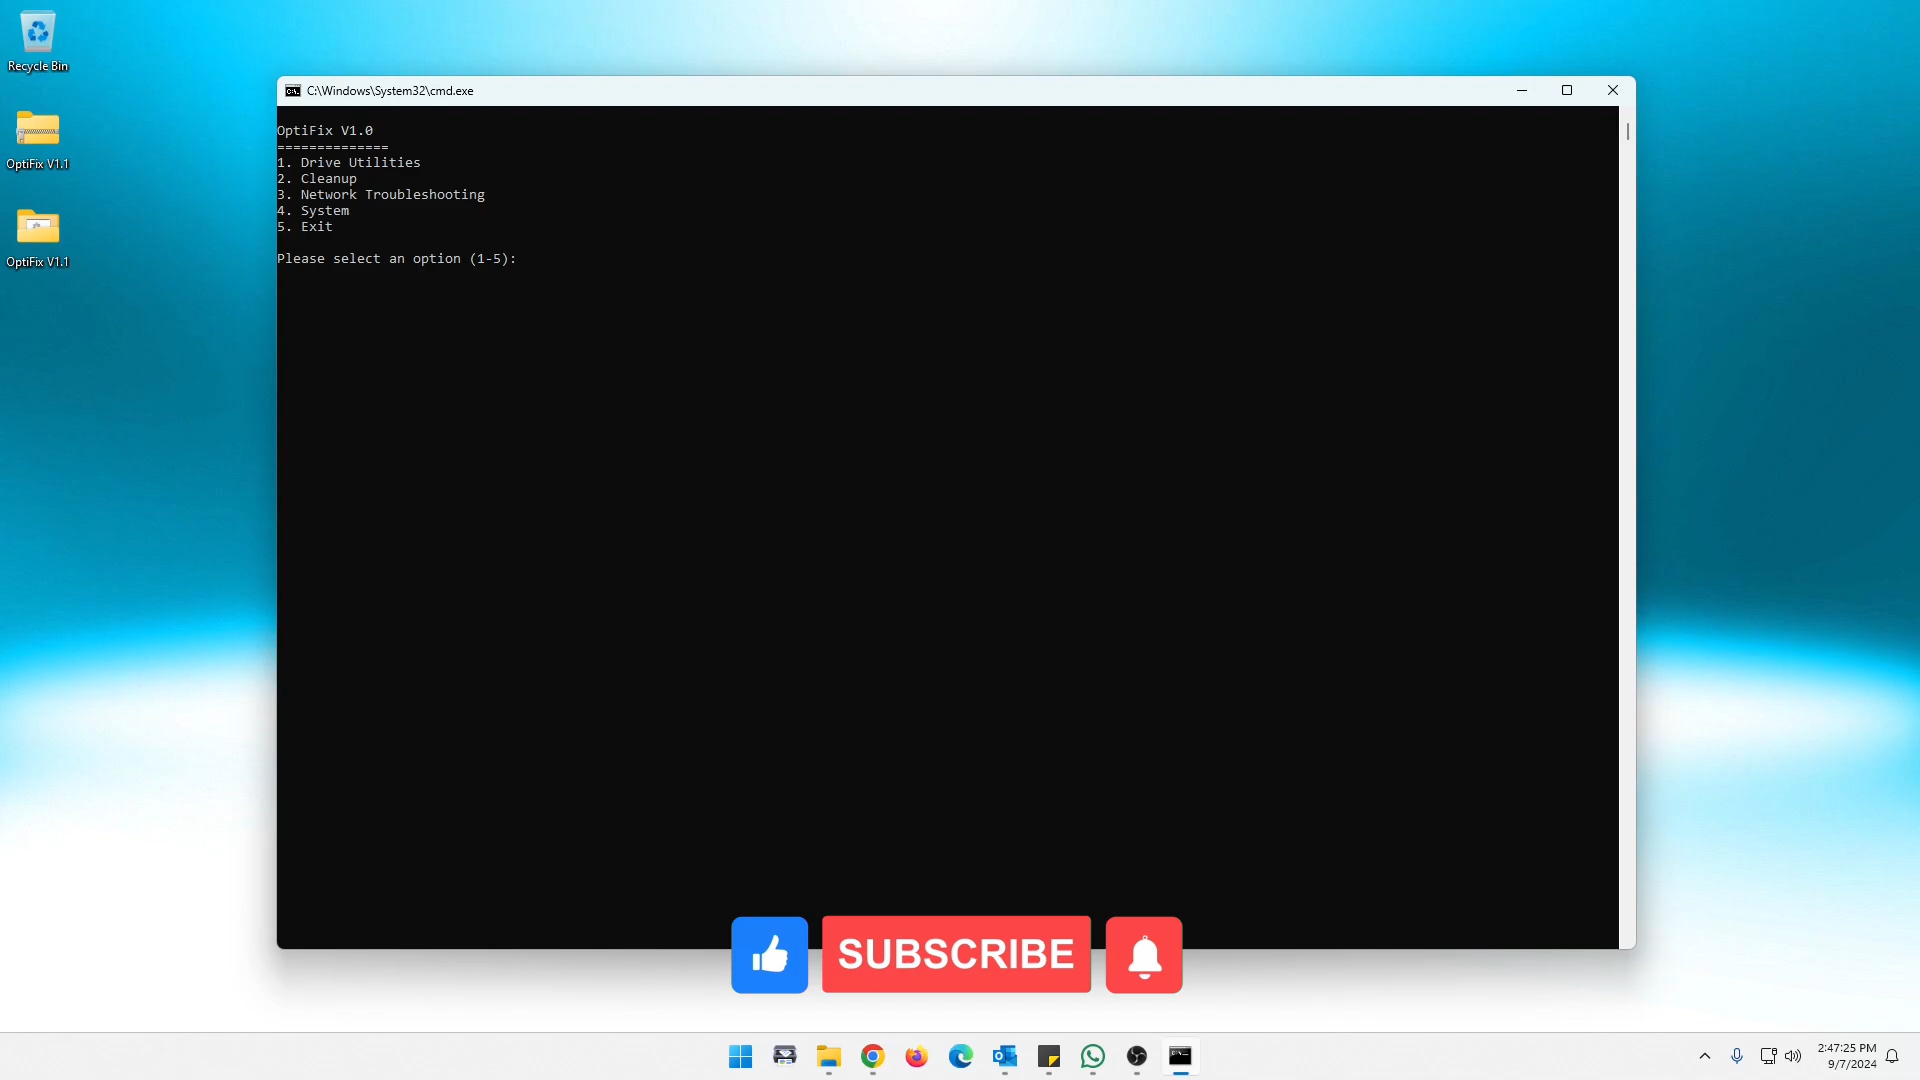 Recycle Bin
OptiFix V1.1
OptiFix V1.1
C:\Windows\System32\cmd.exe
OptiFix V1.0
==============
1. Drive Utilities
2. Cleanup
3. Network Troubleshooting
4. System
5. Exit
Please select an option (1-5):
SUBSCRIBE
2:47:25 PM
9/7/2024